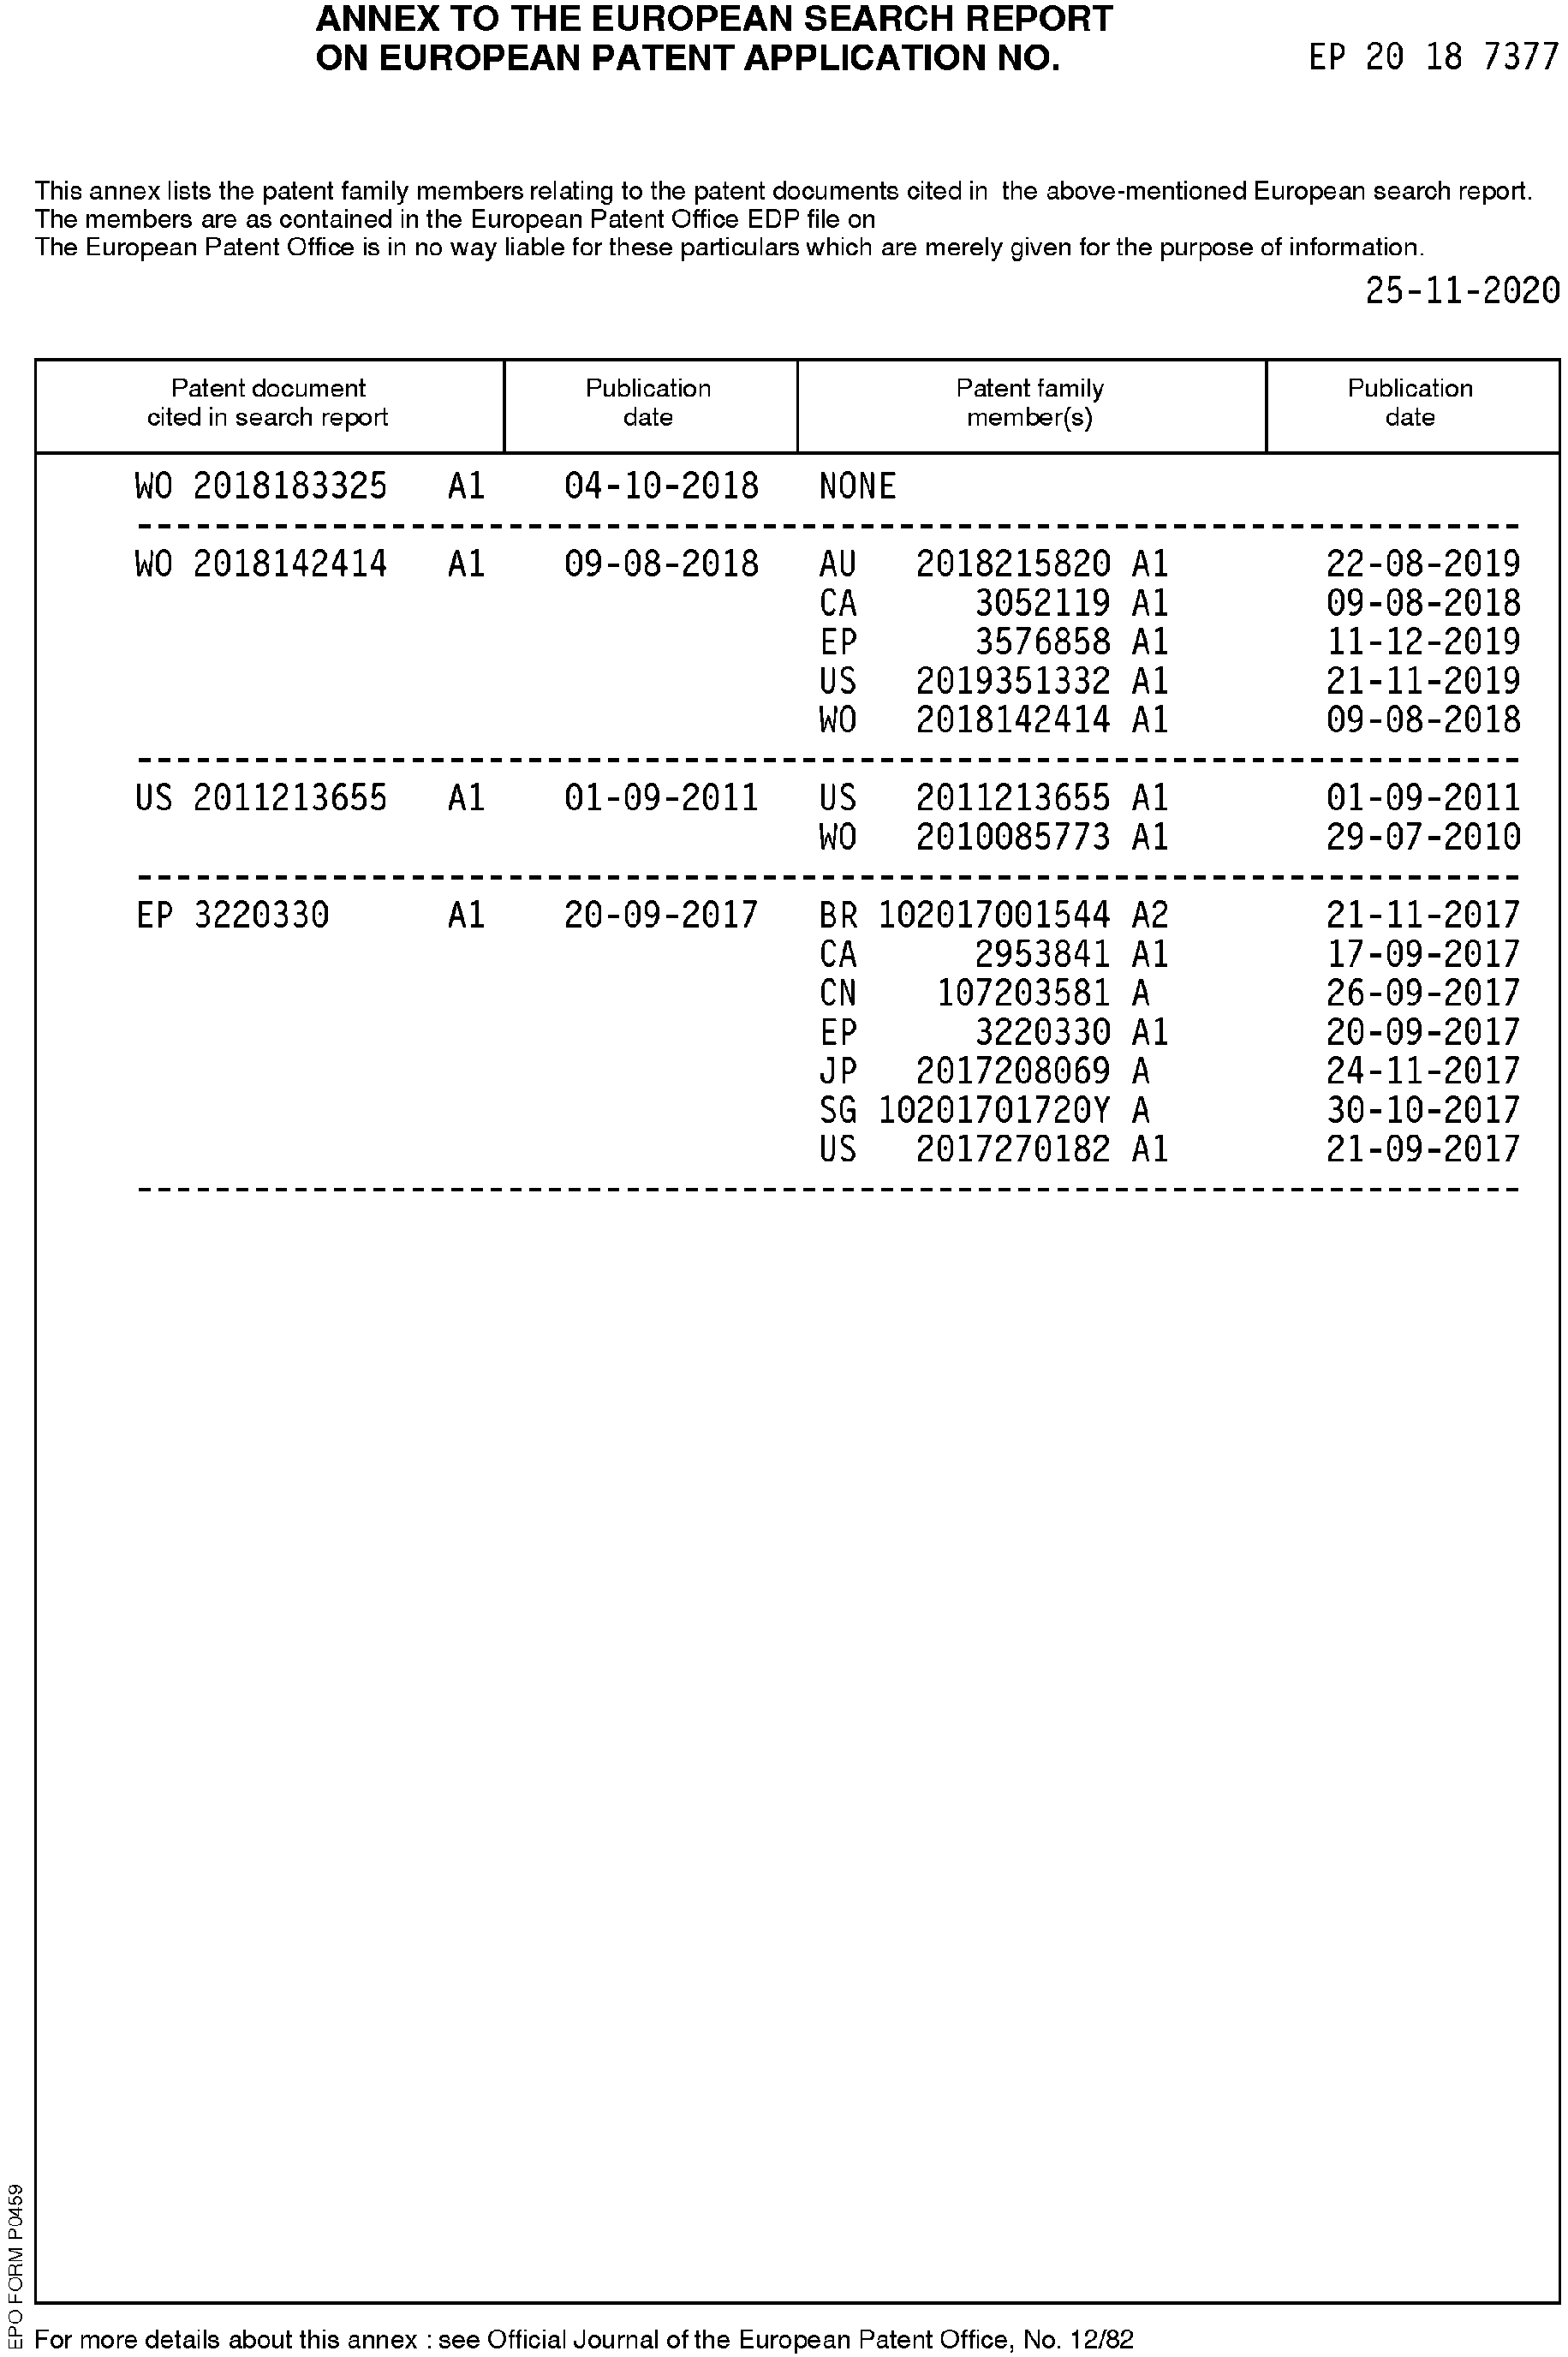 ANNEX TO THE EUROPEAN SEARCH REPORT
ON EUROPEAN PATENT APPLICATION NO. EP 20 18 7377
This annex lists the patent family members relating to the patent documents cited in the above-mentioned European search report.
The members are as contained in the European Patent Office EDP file on
The European Patent Office is in no way liable for these particulars which are merely given for the purpose of information.
25-11-2020
Patent document Publication Patent family Publication
cited in search report date member(s) date
WO 2018183325 A1 04-10-2018 NONE
WO 2018142414 A1 09-08-2018 AU 2018215820 A1 22-08-2019
CA 3052119 A1 09-08-2018
EP 3576858 A1 11-12-2019
US 2019351332 A1 21-11-2019
WO 2018142414 A1 09-08-2018
US 2011213655 A1 01-09-2011 US 2011213655 A1 01-09-2011
WO 2010085773 A1 29-07-2010
EP 3220330 A1 20-09-2017 BR 102017001544 A2 21-11-2017
CA 2953841 A1 17-09-2017
CN 107203581 A 26-09-2017
EP 3220330 A1 20-09-2017
JP 2017208069 A 24-11-2017
SG 10201701720Y A 30-10-2017
US 2017270182 A1 21-09-2017
EPO FORM P0459
For more details about this annex : see Official Journal of the European Patent Office, No. 12/82